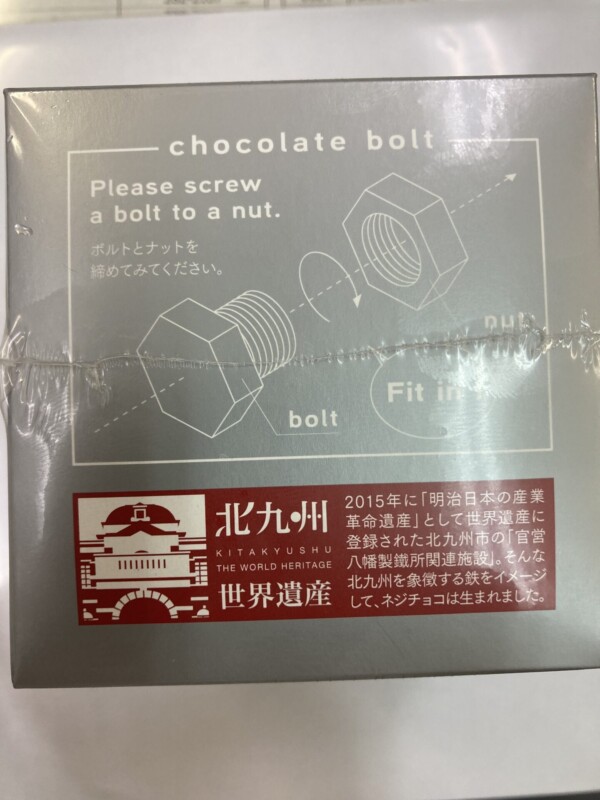 chocolate bolt
Please screw
a bolt to a nut.
ボルトとナットを
締めてみてください。
nut
Fit in
bolt
北九州
KITAKYUSHU
THE WORLD HERITAGE
世界遺産
2015年に「明治日本の産業
革命遺産」として世界遺産に
登録された北九州市の「官営
八幡製鐵所関連施設」。そんな
北九州を象徴する鉄をイメージ
して、ネジチョコは生まれました。